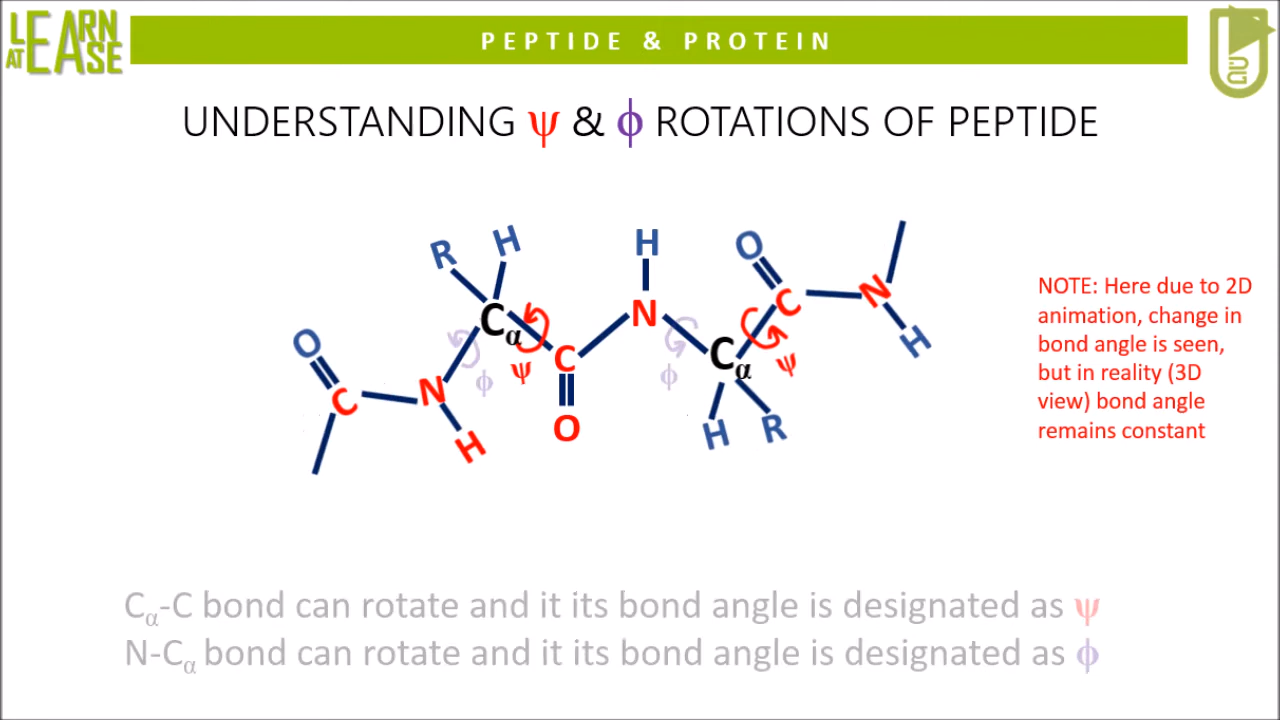 LEARN
AT EASE
PEPTIDE & PROTEIN
UNDERSTANDING ψ & ϕ ROTATIONS OF PEPTIDE
R H
H
O
O
Cα
N
C
N
H
NOTE: Here due to 2D
animation, change in
bond angle is seen,
but in reality (3D
view) bond angle
remains constant
C
ψ
ϕ
ϕ
Cα
ψ
O
C
N
H
O
H R
Cα-C bond can rotate and it its bond angle is designated as ψ
N-Cα bond can rotate and it its bond angle is designated as ϕ